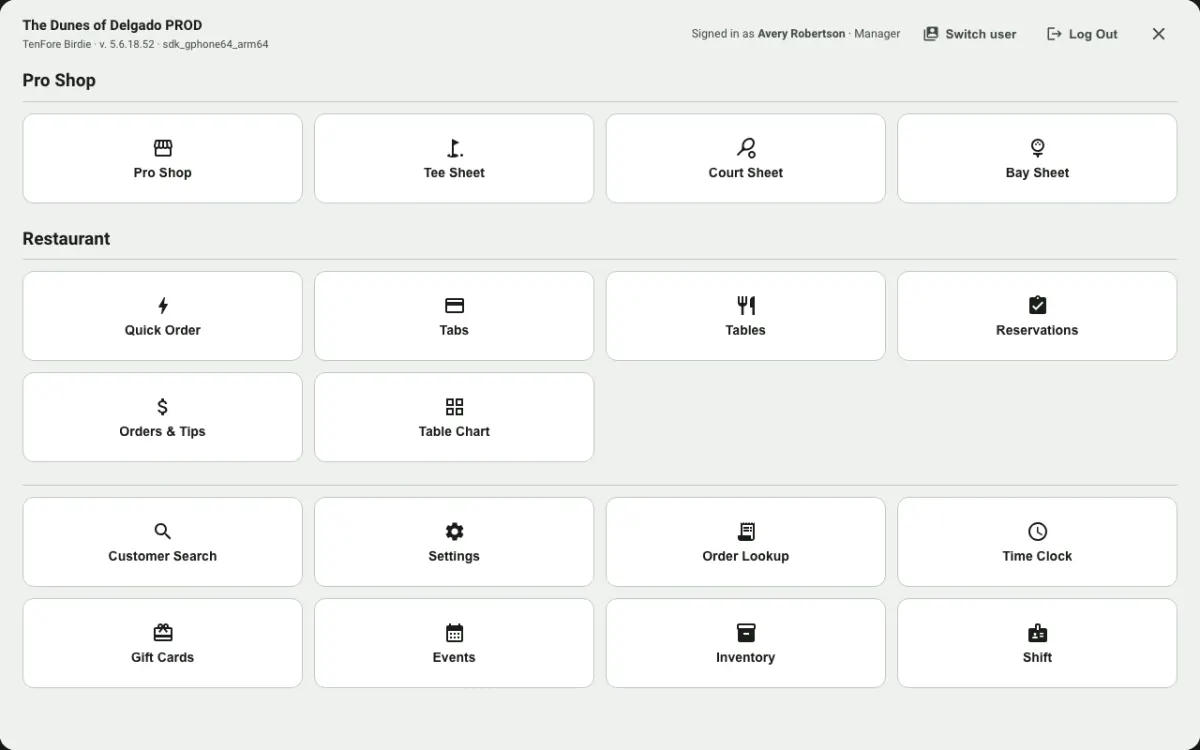 The Dunes of Delgado PROD
TenFore Birdie · v. 5.6.18.52 · sdk_gphone64_arm64
Signed in as Avery Robertson · Manager
Switch user
Log Out
Pro Shop
Pro Shop
Tee Sheet
Court Sheet
Bay Sheet
Restaurant
Quick Order
Tabs
Tables
Reservations
Orders & Tips
Table Chart
Customer Search
Settings
Order Lookup
Time Clock
Gift Cards
Events
Inventory
Shift